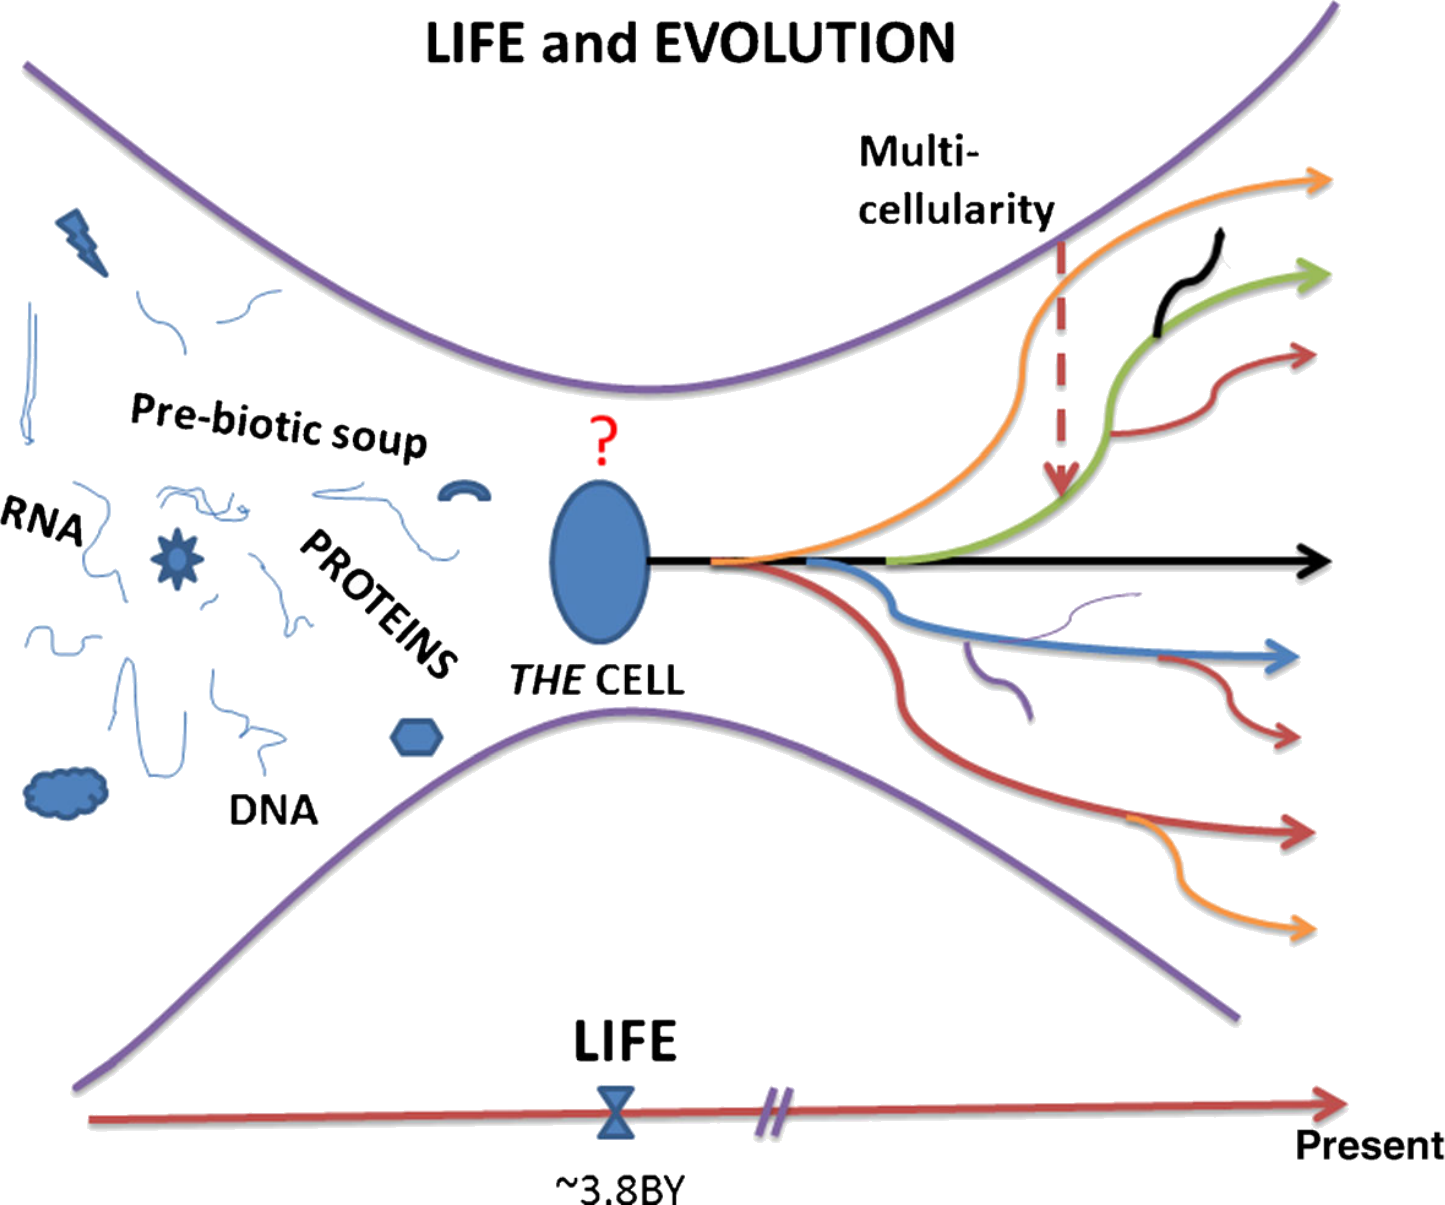 LIFE and EVOLUTION
Multi-
cellularity
Pre-biotic soup
?
RNA
PROTEINS
THE CELL
DNA
LIFE
Present
~3.8BY